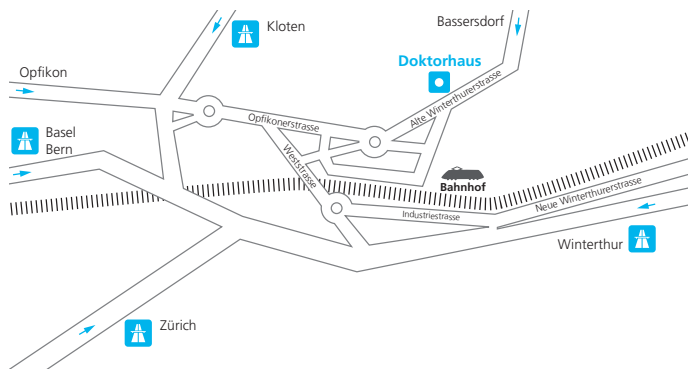 Kloten
Bassersdorf
Opfikon
Doktorhaus
Alte Winterthurerstrasse
Opfikonerstrasse
Basel
Bern
Weststrasse
Bahnhof
Neue Winterthurerstrasse
Industriestrasse
Winterthur
Zürich